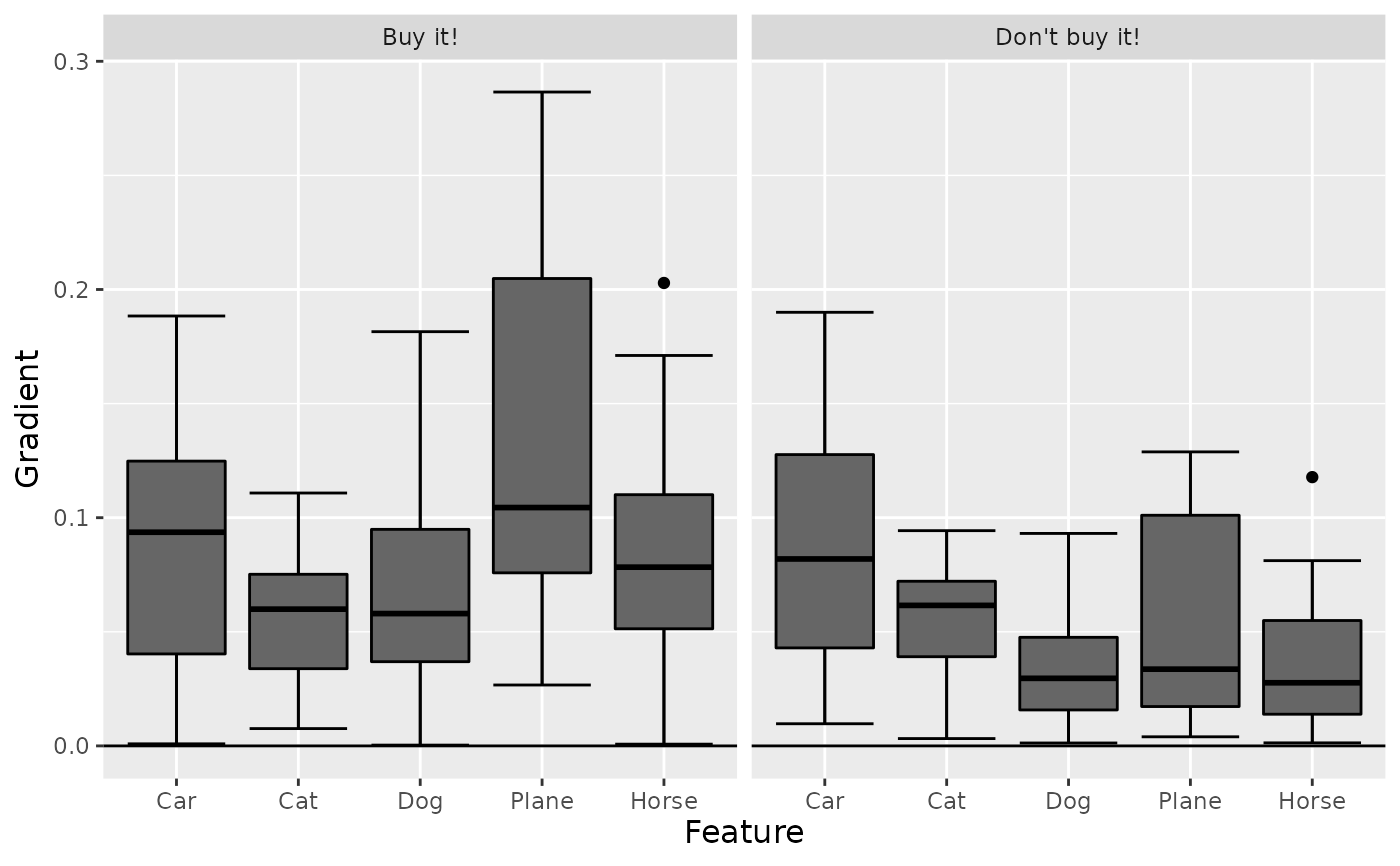 Buy it!
Don't buy it!
0.3
0.2
0.1
0.0
Gradient
Car Cat Dog Plane Horse
Car Cat Dog Plane Horse
Feature